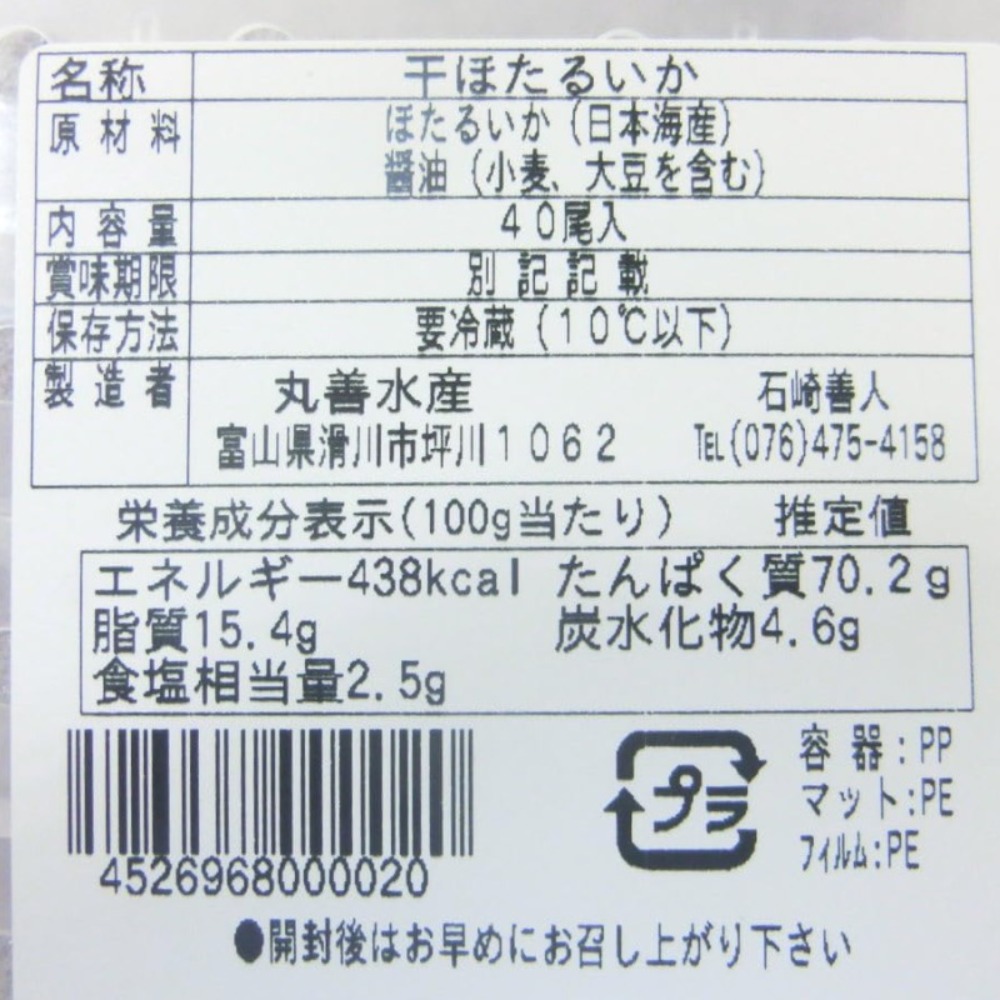 名称 干ほたるいか
原材料 ほたるいか(日本海産)
醤油(小麦、大豆を含む)
内容量 40尾入
賞味期限 別記記載
保存方法 要冷蔵(10℃以下)
製造者 丸善水産 石崎善人
富山県滑川市坪川1062 TEL(076)475-4158
栄養成分表示(100g当たり) 推定値
エネルギー438kcal たんぱく質70.2g
脂質15.4g 炭水化物4.6g
食塩相当量2.5g
プラ
容器:PP
マット:PE
フィルム:PE
4526968000020
●開封後はお早めにお召し上がり下さい